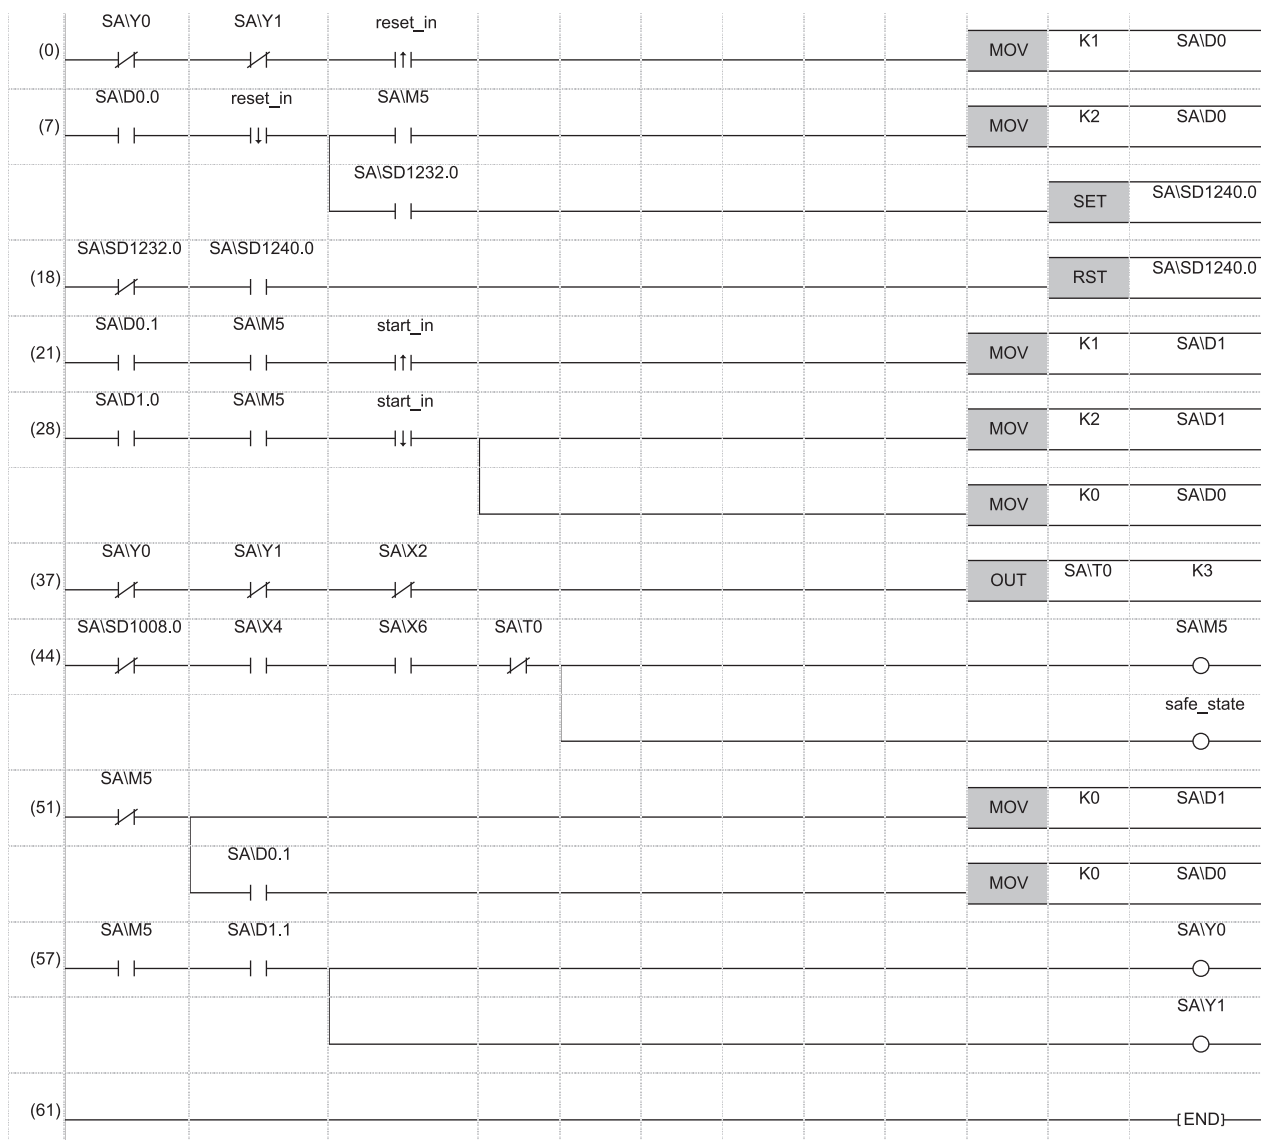 SA\Y0 SA\Y1 reset_in
(0) MOV K1 SA\D0
SA\D0.0 reset_in SA\M5
(7) MOV K2 SA\D0
SA\SD1232.0
SET SA\SD1240.0
SA\SD1232.0 SA\SD1240.0
(18) RST SA\SD1240.0
SA\D0.1 SA\M5 start_in
(21) MOV K1 SA\D1
SA\D1.0 SA\M5 start_in
(28) MOV K2 SA\D1
MOV K0 SA\D0
SA\Y0 SA\Y1 SA\X2
(37) OUT SA\T0 K3
SA\SD1008.0 SA\X4 SA\X6 SA\T0 SA\M5
(44)
safe_state
SA\M5
(51) MOV K0 SA\D1
SA\D0.1
MOV K0 SA\D0
SA\M5 SA\D1.1 SA\Y0
(57)
SA\Y1
(61) [END]